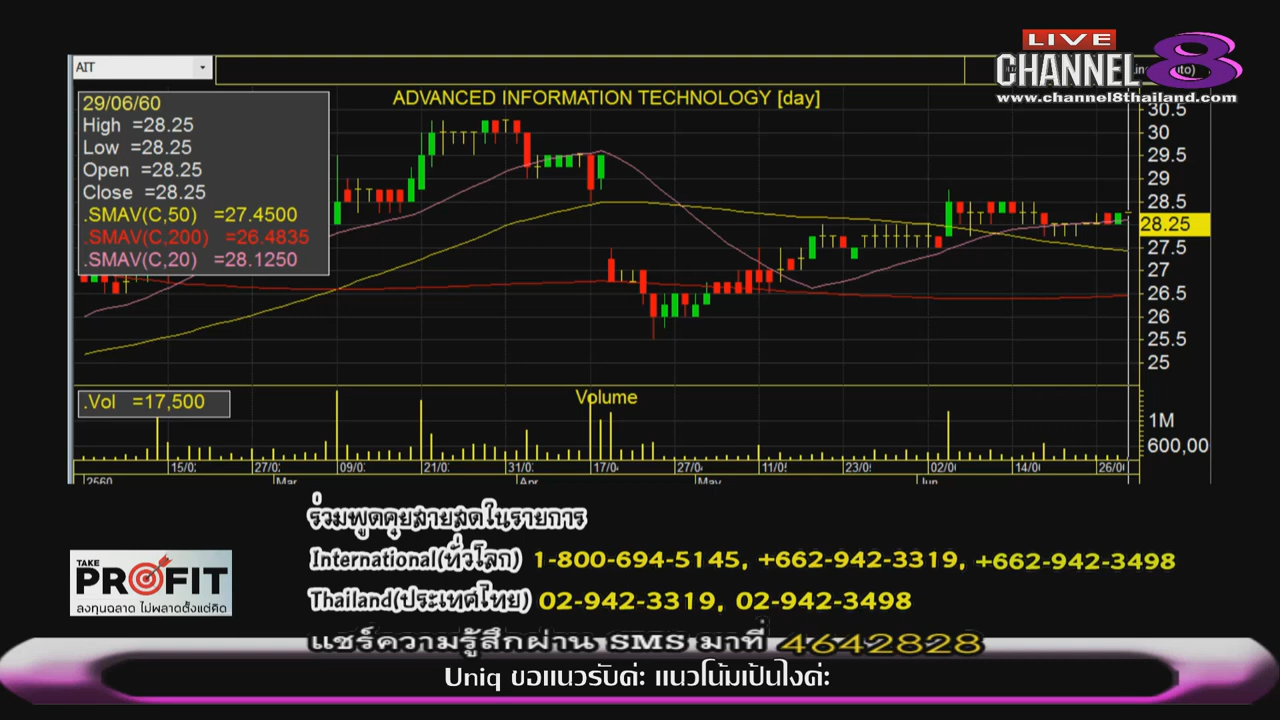 LIVE
CHANNEL 8
www.channel8thailand.com
AIT
ADVANCED INFORMATION TECHNOLOGY [day]
29/06/60
High =28.25
Low =28.25
Open =28.25
Close =28.25
.SMAV(C,50) =27.4500
.SMAV(C,200) =26.4835
.SMAV(C,20) =28.1250
30.5
30
29.5
29
28.5
28.25
27.5
27
26.5
26
25.5
25
.Vol =17,500
Volume
1M
600,00
15/0 27/0 09/0 21/0 31/0 17/0 27/0 11/0 23/0 02/0 14/0 26/0
2560 Mar Apr May Jun
ร่วมพูดคุยสายสดในรายการ
International(ทั่วโลก) 1-800-694-5145, +662-942-3319, +662-942-3498
Thailand(ประเทศไทย) 02-942-3319, 02-942-3498
แชร์ความรู้สึกผ่าน SMS มาที่ 4642828
TAKE
PROFIT
ลงทุนฉลาด ไม่พลาดตั้งแต่คิด
Uniq ขอแนวรับค่ะ แนวโน้มเป้นไงค่ะ